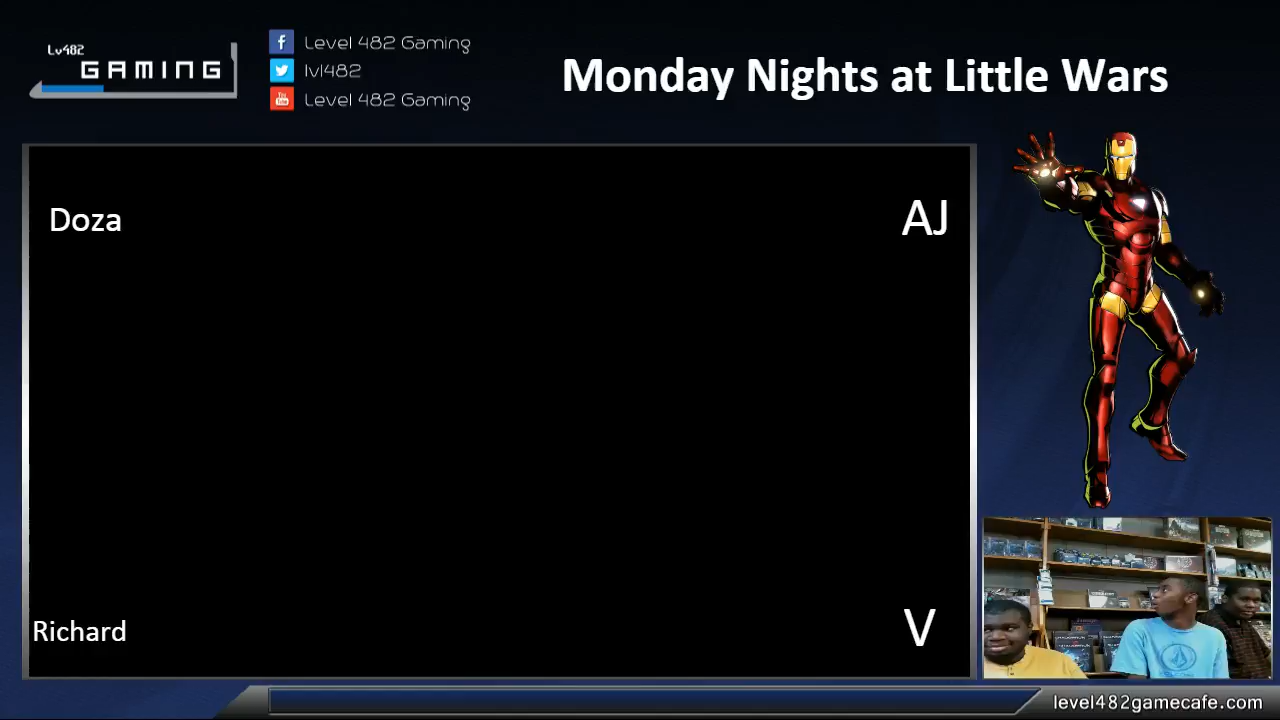 Lv482
GAMING
Level 482 Gaming
lvl482
Level 482 Gaming
Monday Nights at Little Wars
Doza
AJ
Richard
V
level482gamecafe.com